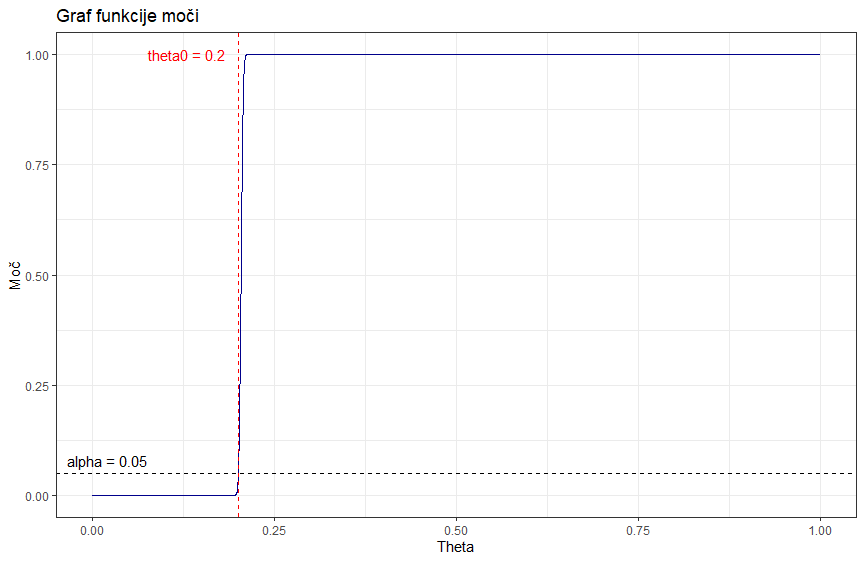 Graf funkcije moči
theta0 = 0.2
1.00
0.75
0.50
0.25
0.00
Moč
alpha = 0.05
0.00 0.25 0.50 0.75 1.00
Theta